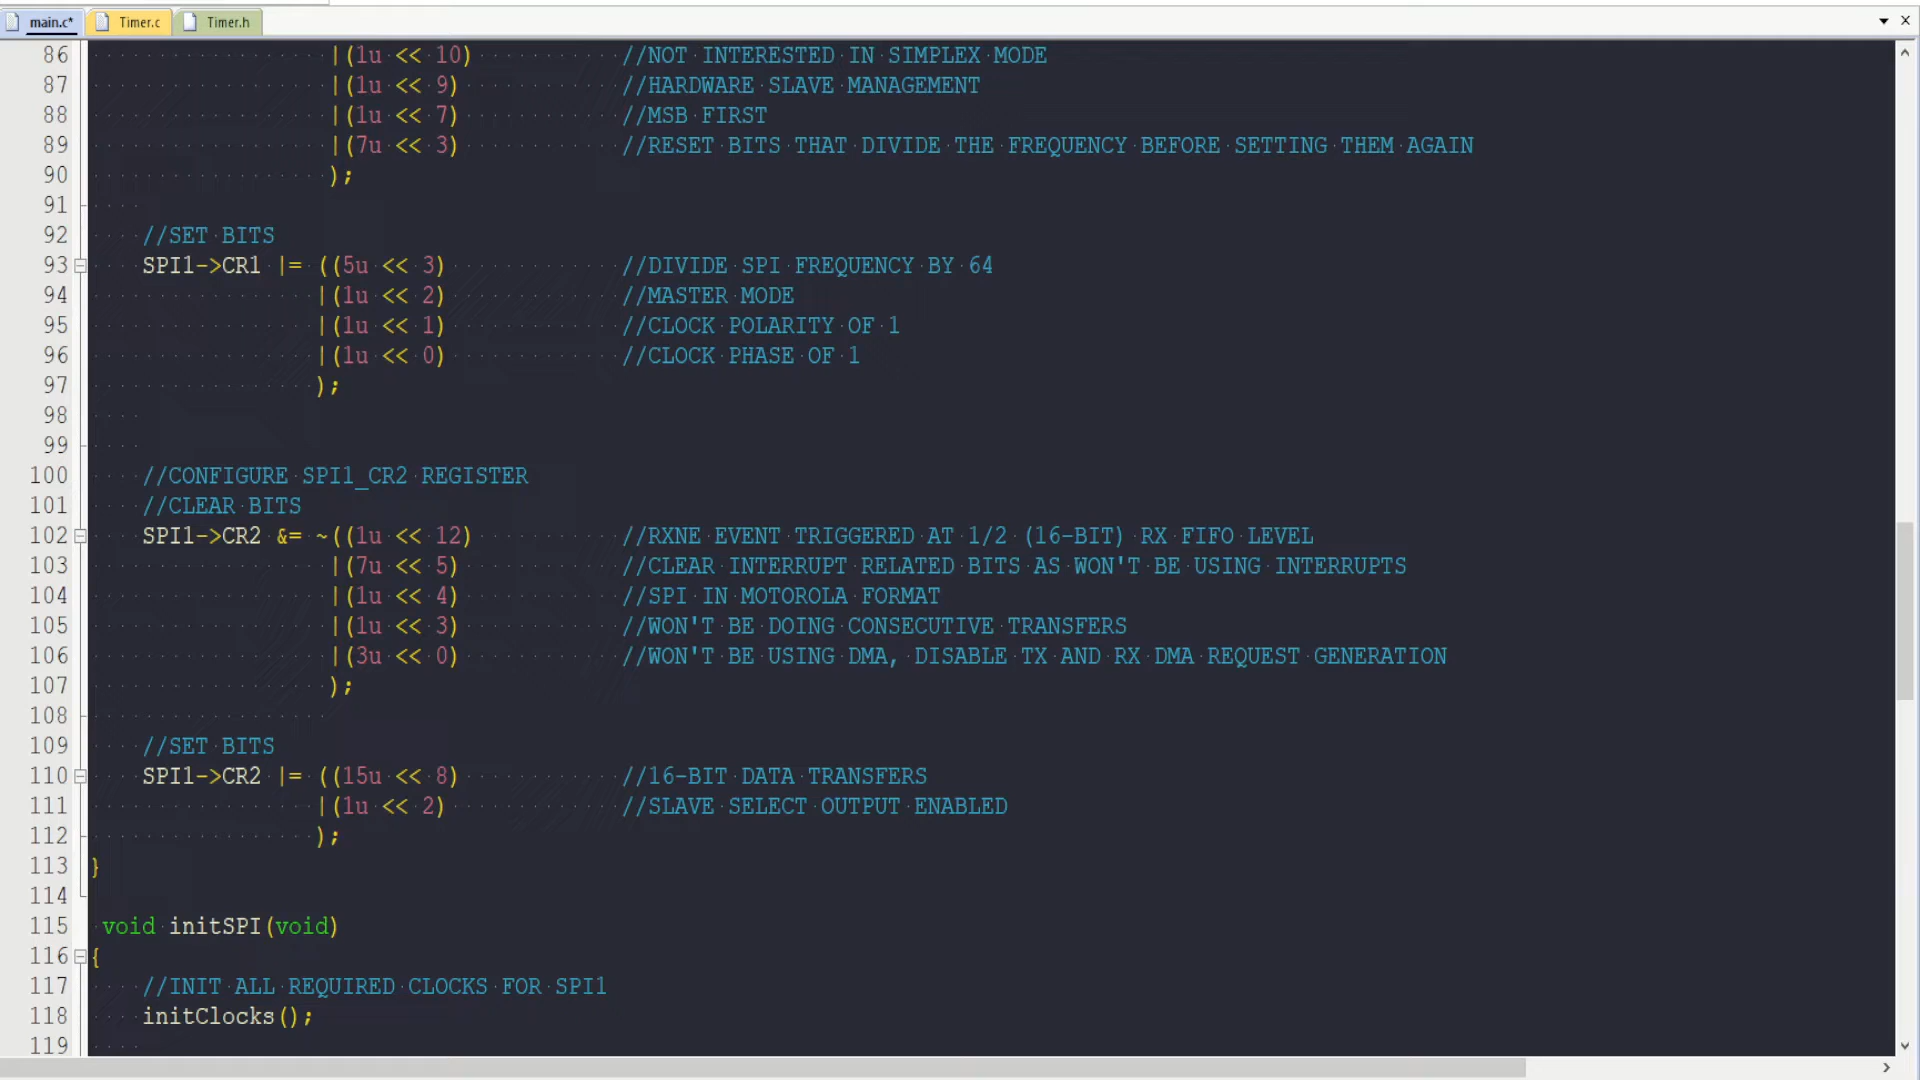 main.c* Timer.c Timer.h
86 |(1u << 10) //NOT INTERESTED IN SIMPLEX MODE
87 |(1u << 9) //HARDWARE SLAVE MANAGEMENT
88 |(1u << 7) //MSB FIRST
89 |(7u << 3) //RESET BITS THAT DIVIDE THE FREQUENCY BEFORE SETTING THEM AGAIN
90 );
91
92 //SET BITS
93 SPI1->CR1 |= ((5u << 3) //DIVIDE SPI FREQUENCY BY 64
94 |(1u << 2) //MASTER MODE
95 |(1u << 1) //CLOCK POLARITY OF 1
96 |(1u << 0) //CLOCK PHASE OF 1
97 );
98
99
100 //CONFIGURE SPI1_CR2 REGISTER
101 //CLEAR BITS
102 SPI1->CR2 &= ~((1u << 12) //RXNE EVENT TRIGGERED AT 1/2 (16-BIT) RX FIFO LEVEL
103 |(7u << 5) //CLEAR INTERRUPT RELATED BITS AS WON'T BE USING INTERRUPTS
104 |(1u << 4) //SPI IN MOTOROLA FORMAT
105 |(1u << 3) //WON'T BE DOING CONSECUTIVE TRANSFERS
106 |(3u << 0) //WON'T BE USING DMA, DISABLE TX AND RX DMA REQUEST GENERATION
107 );
108
109 //SET BITS
110 SPI1->CR2 |= ((15u << 8) //16-BIT DATA TRANSFERS
111 |(1u << 2) //SLAVE SELECT OUTPUT ENABLED
112 );
113 }
114
115 void initSPI(void)
116 {
117 //INIT ALL REQUIRED CLOCKS FOR SPI1
118 initClocks();
119